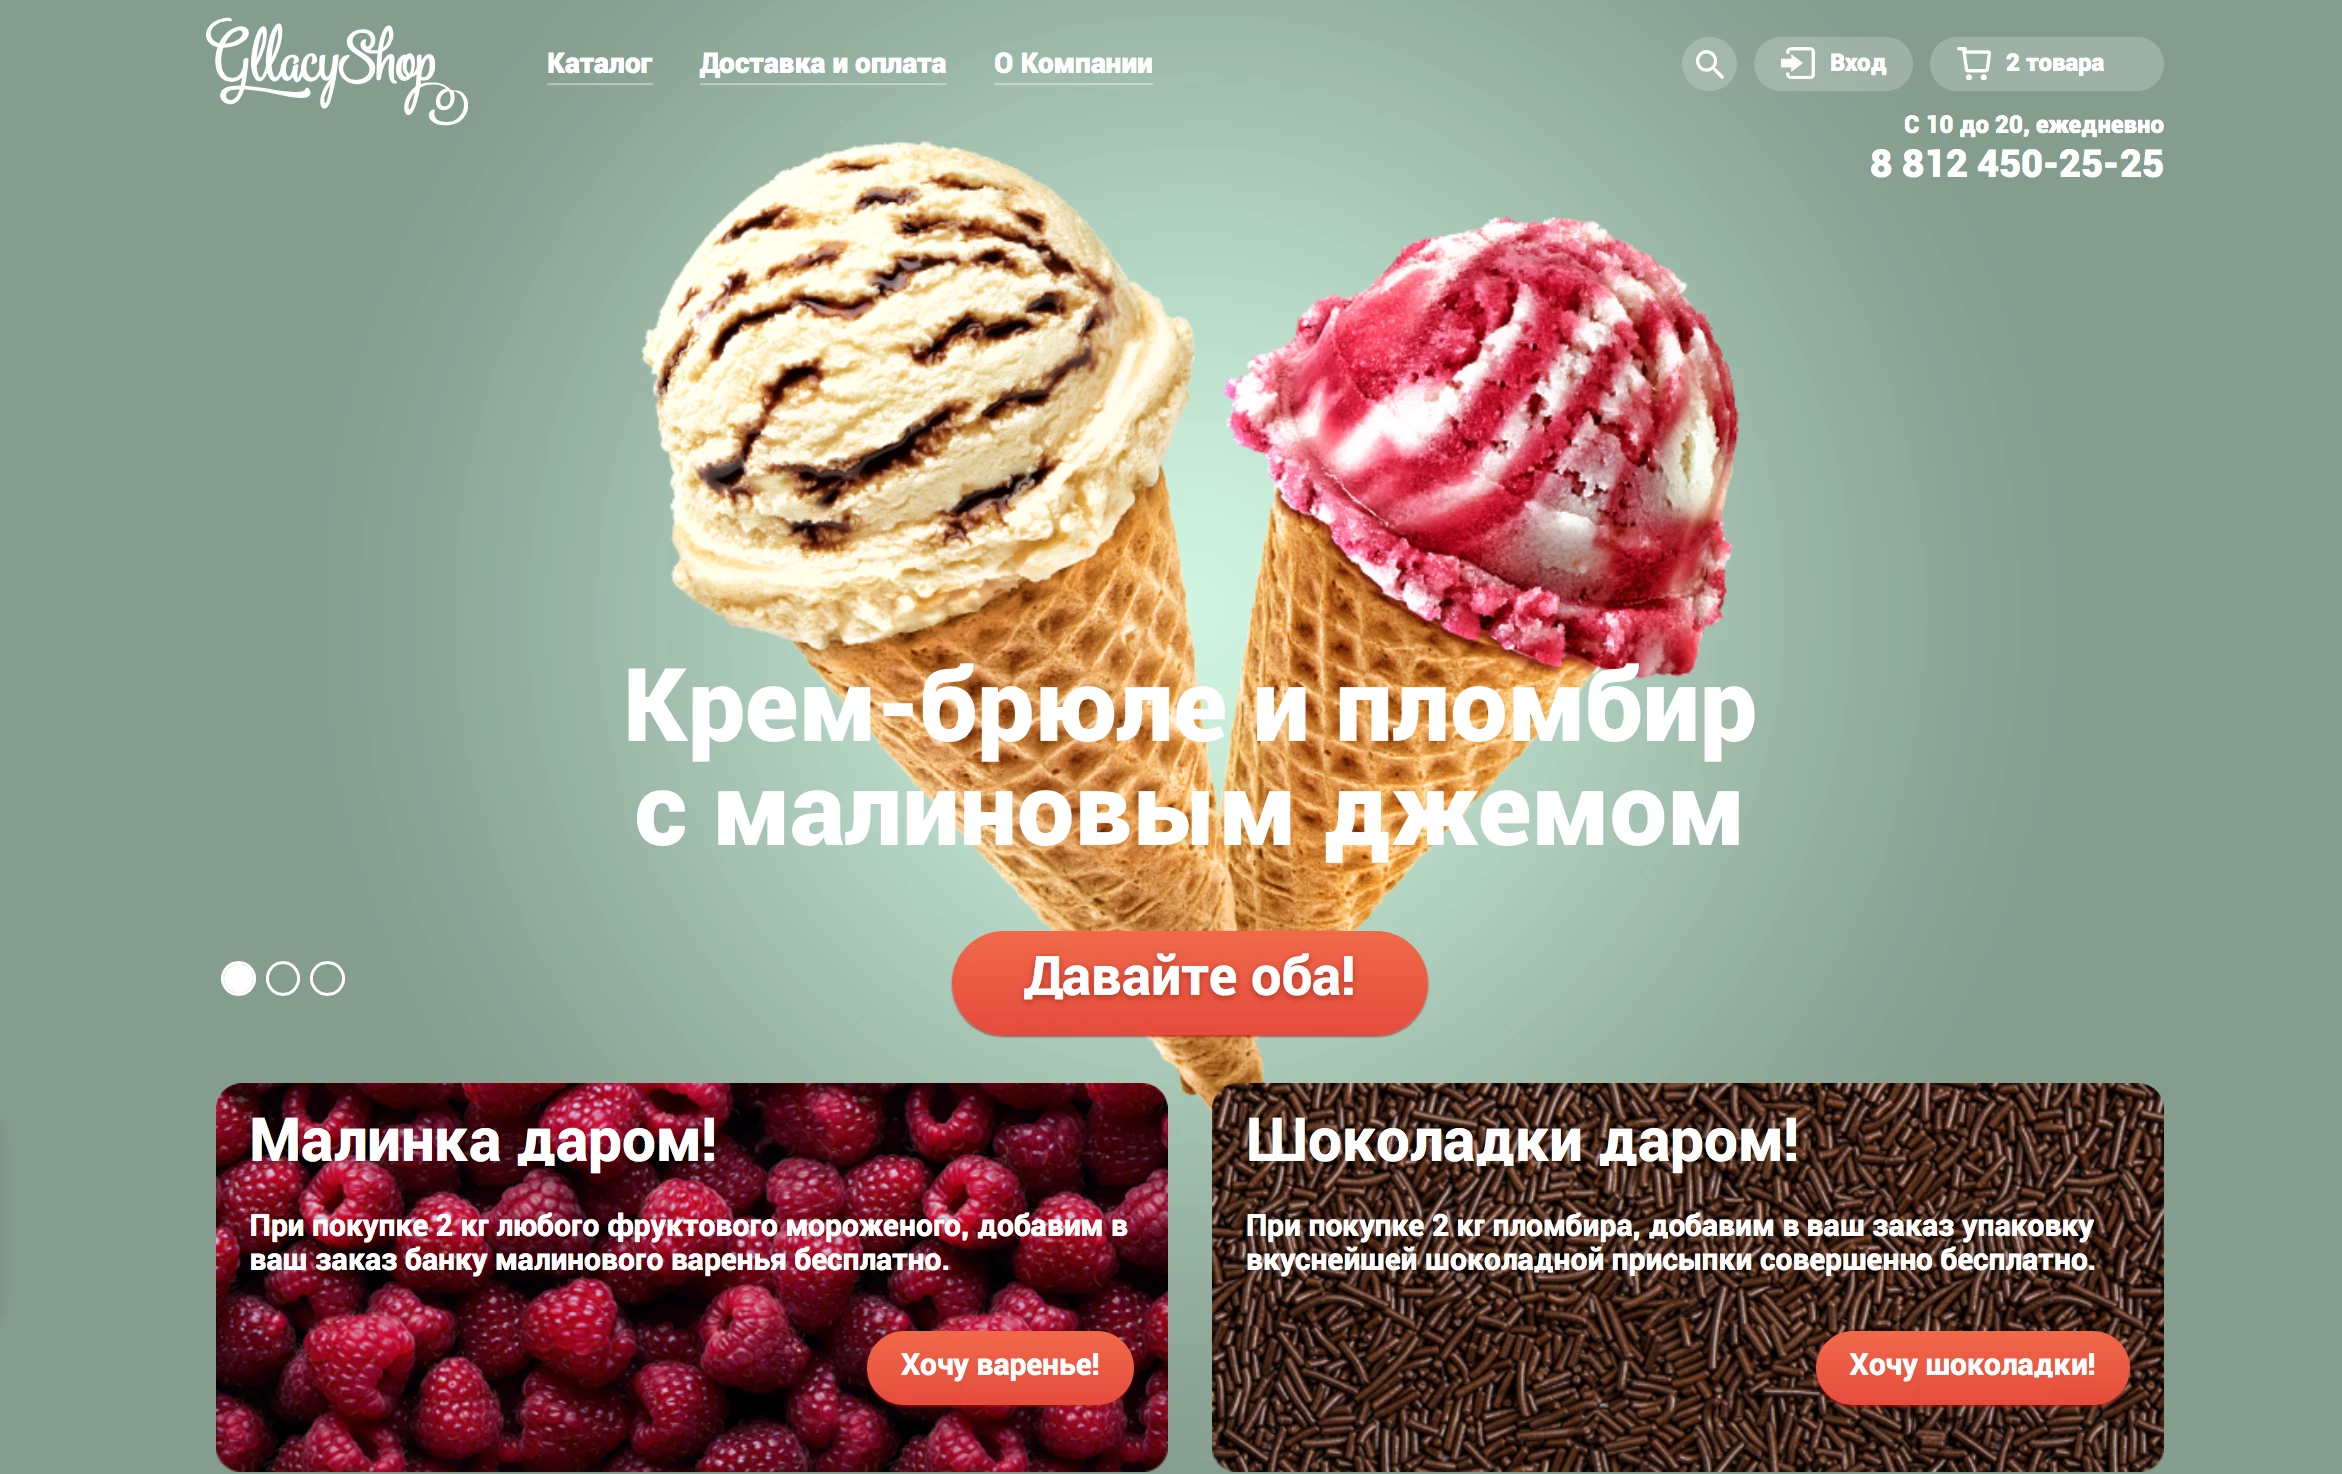 GllacyShop
Каталог
Доставка и оплата
О Компании
Вход
2 товара
С 10 до 20, ежедневно
8 812 450-25-25
Крем-брюле и пломбир
с малиновым джемом
Давайте оба!
Малинка даром!
При покупке 2 кг любого фруктового мороженого, добавим в
ваш заказ банку малинового варенья бесплатно.
Хочу варенье!
Шоколадки даром!
При покупке 2 кг пломбира, добавим в ваш заказ упаковку
вкуснейшей шоколадной присыпки совершенно бесплатно.
Хочу шоколадки!